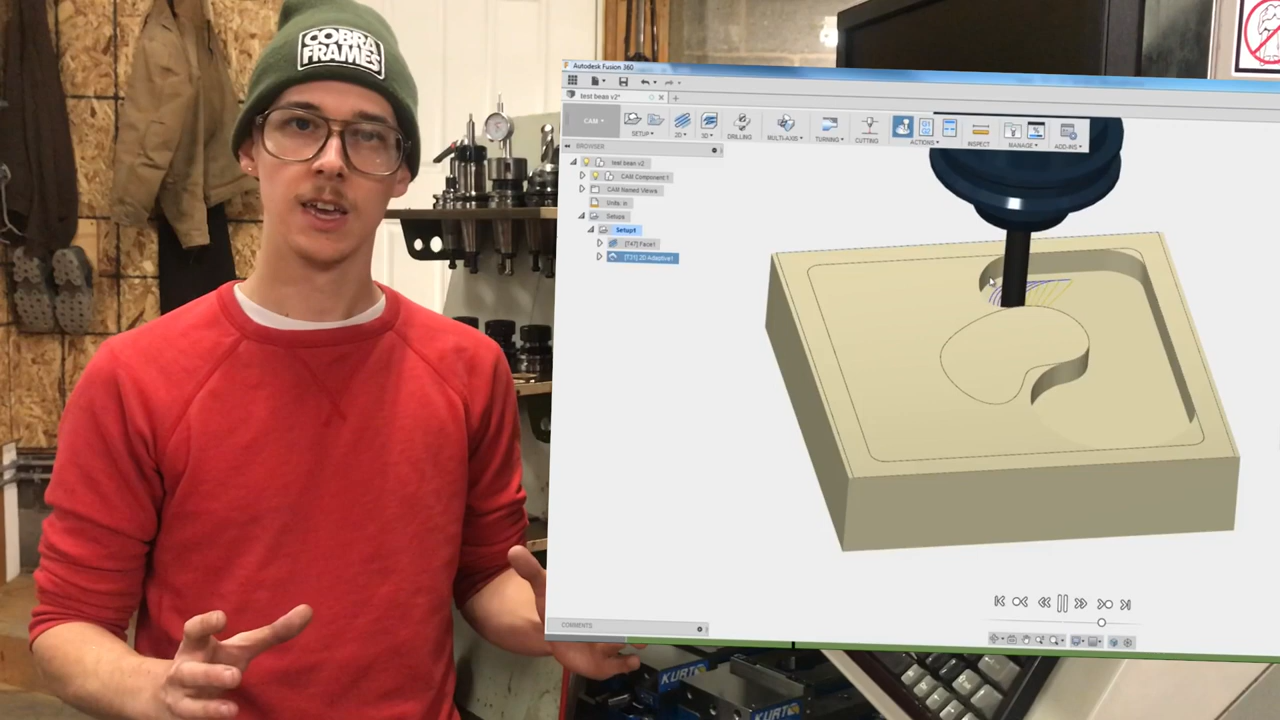 COBRA
FRAMES
Autodesk Fusion 360
test bean v2*
CAM
SETUP
2D
3D
DRILLING
MULTI-AXIS
TURNING
CUTTING
ACTIONS
INSPECT
MANAGE
ADD-INS
BROWSER
test bean v2
CAM Component 1
CAM Named Views
Units: in
Setups
Setup1
[T47] Face1
[T31] 2D Adaptive1
COMMENTS
KURT
KURT